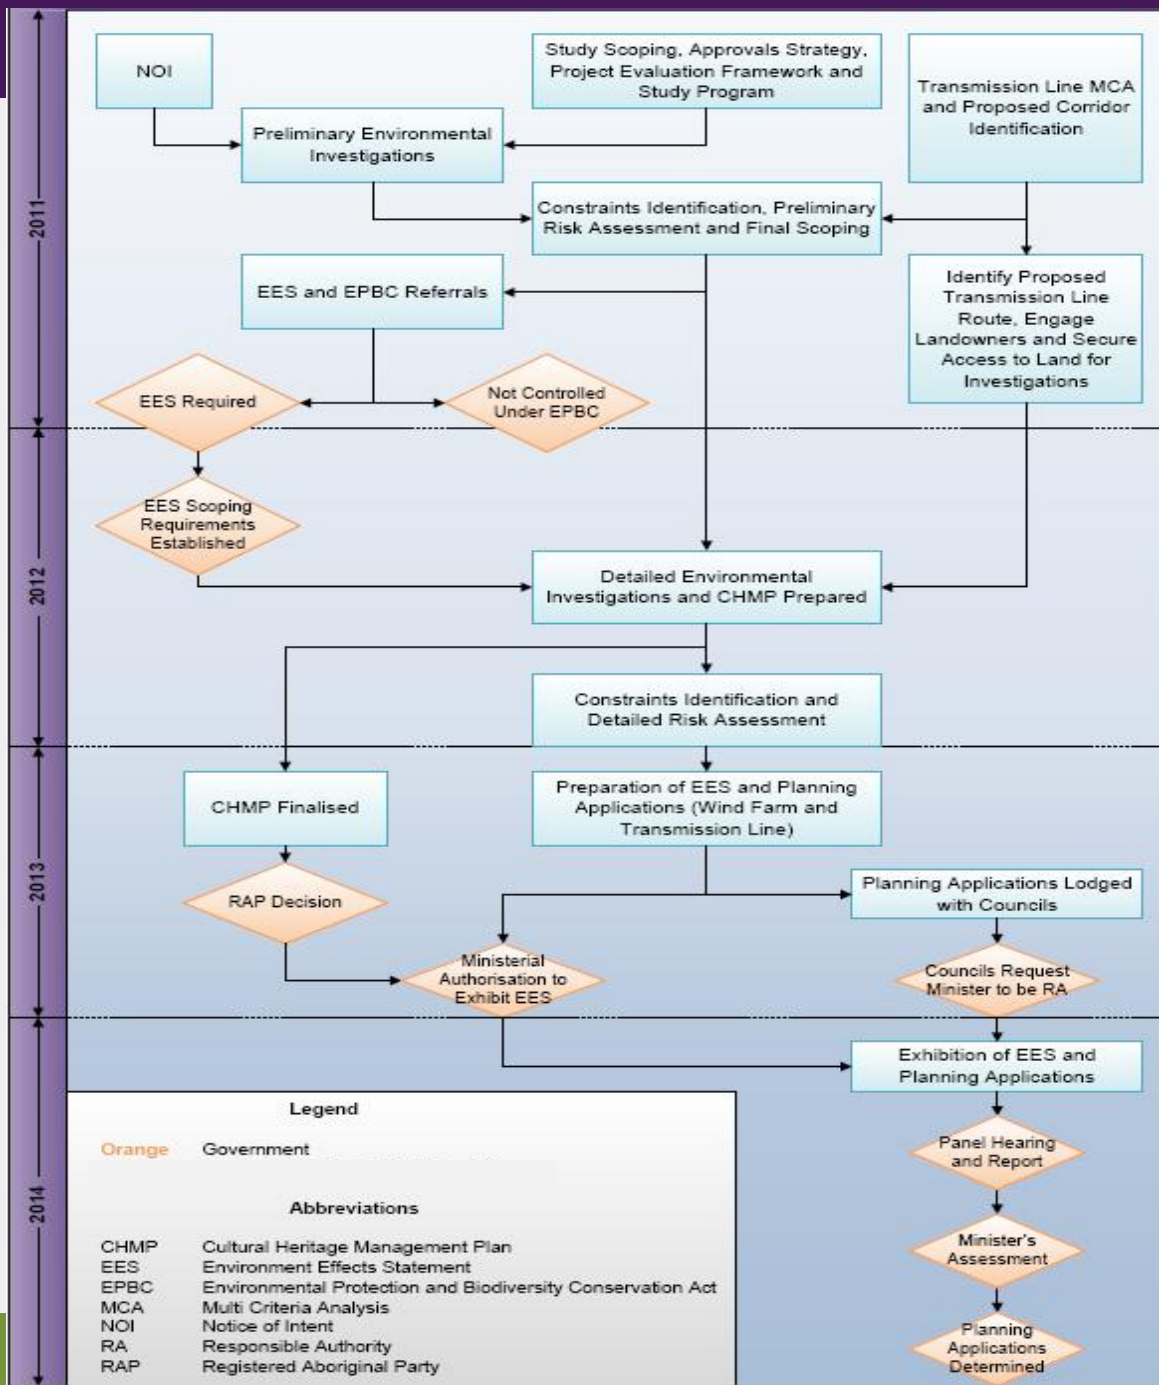 2011
NOI
Study Scoping, Approvals Strategy,
Project Evaluation Framework and
Study Program
Transmission Line MCA
and Proposed Corridor
Identification
Preliminary Environmental
Investigations
Constraints Identification, Preliminary
Risk Assessment and Final Scoping
EES and EPBC Referrals
Identify Proposed
Transmission Line
Route, Engage
Landowners and Secure
Access to Land for
Investigations
EES Required
Not Controlled
Under EPBC
2012
EES Scoping
Requirements
Established
Detailed Environmental
Investigations and CHMP Prepared
Constraints Identification and
Detailed Risk Assessment
2013
CHMP Finalised
Preparation of EES and Planning
Applications (Wind Farm and
Transmission Line)
RAP Decision
Planning Applications Lodged
with Councils
Ministerial
Authorisation to
Exhibit EES
Councils Request
Minister to be RA
2014
Exhibition of EES and
Planning Applications
Panel Hearing
and Report
Minister's
Assessment
Planning
Applications
Determined
Legend
Orange Government
Abbreviations
CHMP Cultural Heritage Management Plan
EES Environment Effects Statement
EPBC Environmental Protection and Biodiversity Conservation Act
MCA Multi Criteria Analysis
NOI Notice of Intent
RA Responsible Authority
RAP Registered Aboriginal Party